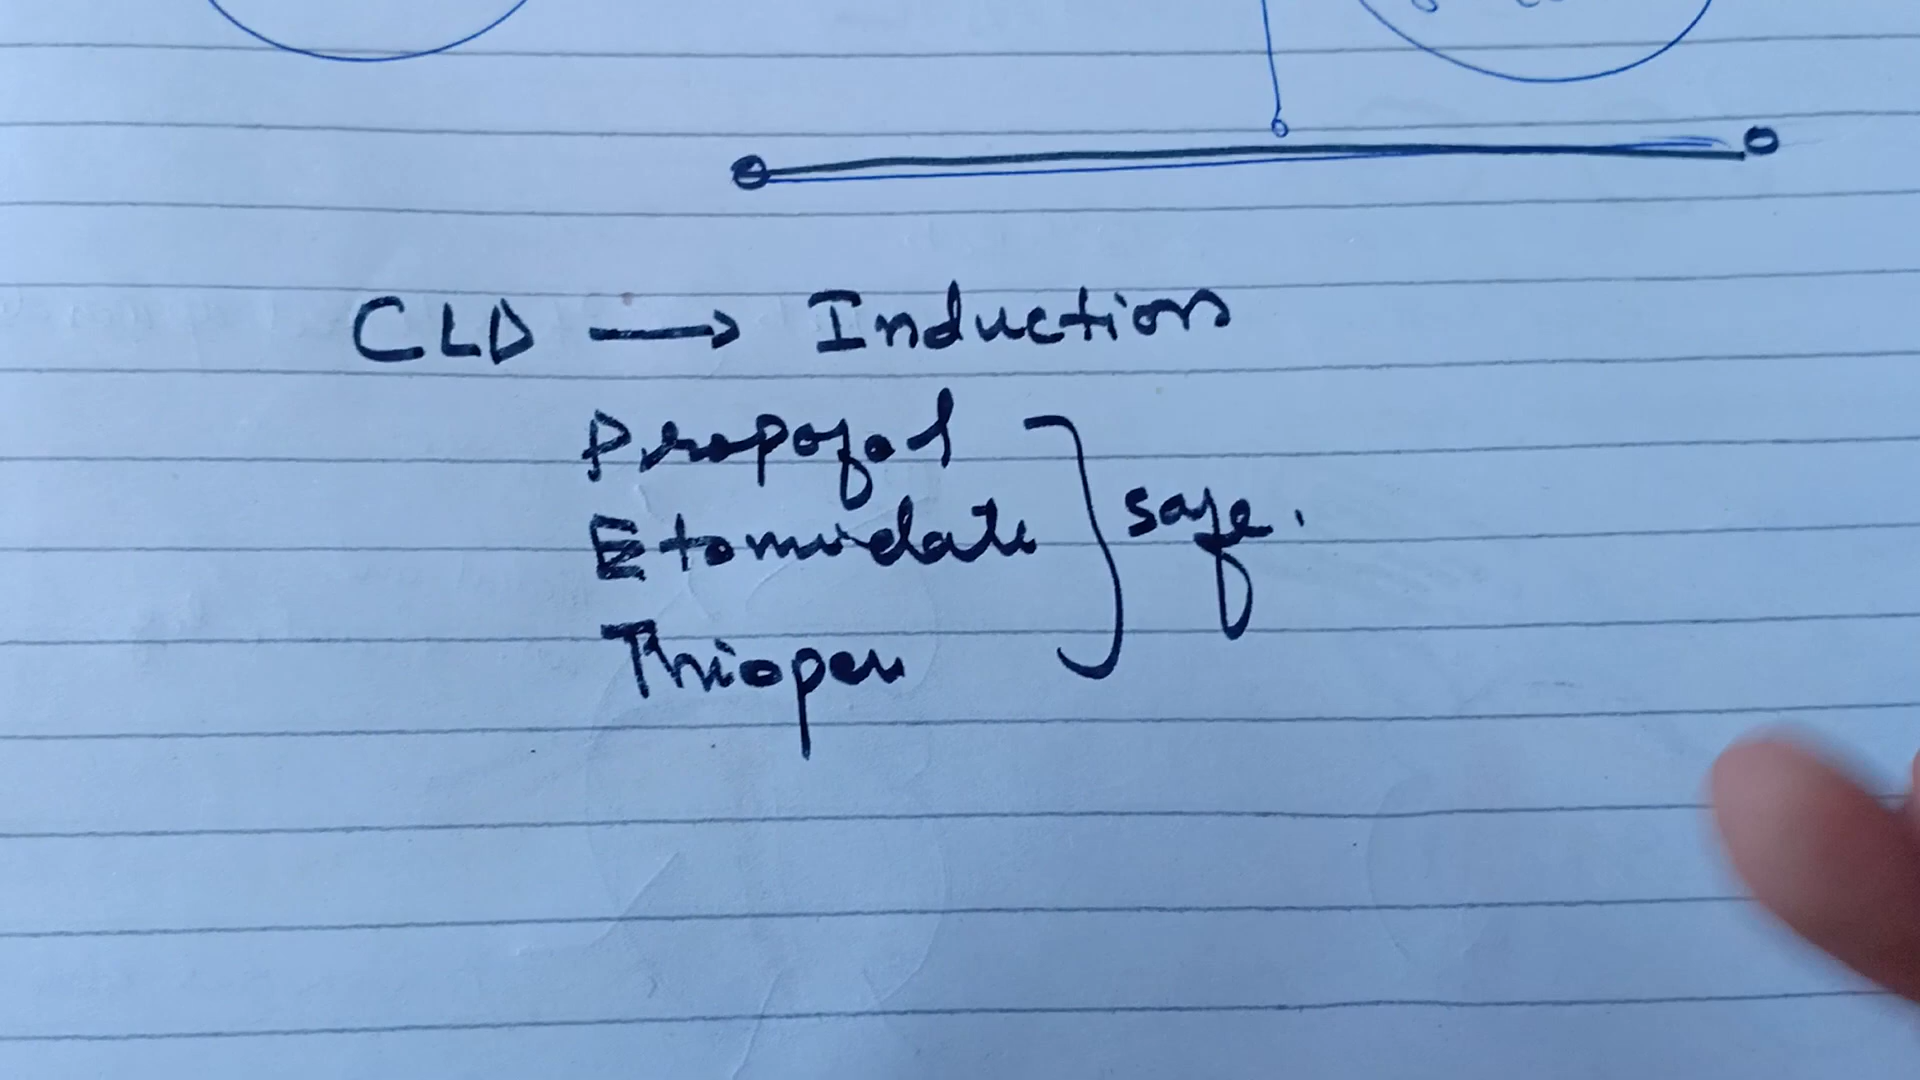 CLD → Induction
Propofol
Etomidate
Thiopen
safe.